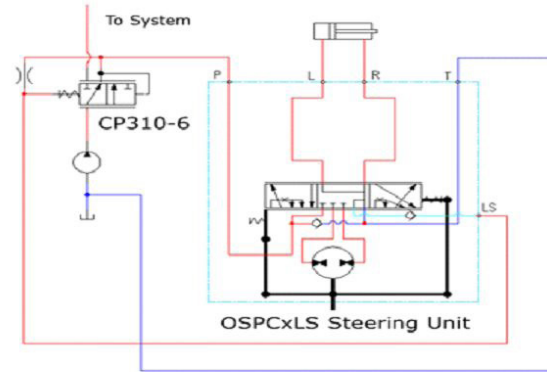 To System
P
L
R
T
CP310-6
LS
OSPCxLS Steering Unit